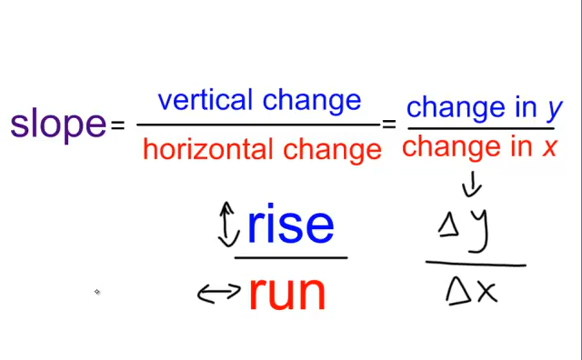 slope = vertical change / horizontal change = change in y / change in x
↕ rise / ↔ run
↓
Δy / Δx